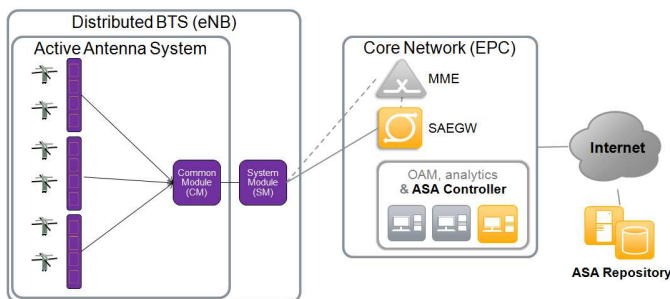 Distributed BTS (eNB)
Active Antenna System
Common
Module
(CM)
System
Module
(SM)
Core Network (EPC)
MME
SAEGW
OAM, analytics
& ASA Controller
Internet
ASA Repository